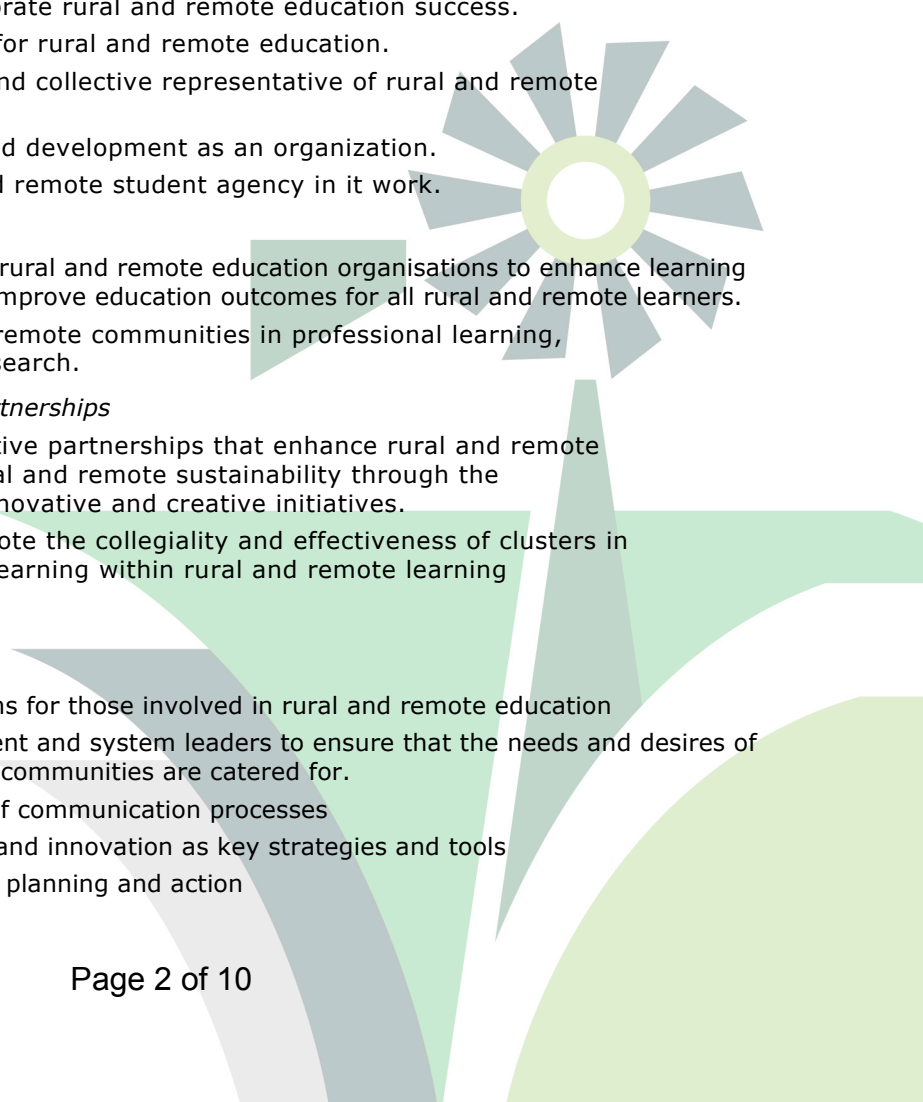 orate rural and remote education success.
for rural and remote education.
nd collective representative of rural and remote
d development as an organization.
d remote student agency in it work.
rural and remote education organisations to enhance learning
mprove education outcomes for all rural and remote learners.
remote communities in professional learning,
search.
tnerships
tive partnerships that enhance rural and remote
al and remote sustainability through the
novative and creative initiatives.
ote the collegiality and effectiveness of clusters in
earning within rural and remote learning
ns for those involved in rural and remote education
ent and system leaders to ensure that the needs and desires of
communities are catered for.
f communication processes
and innovation as key strategies and tools
planning and action
Page 2 of 10